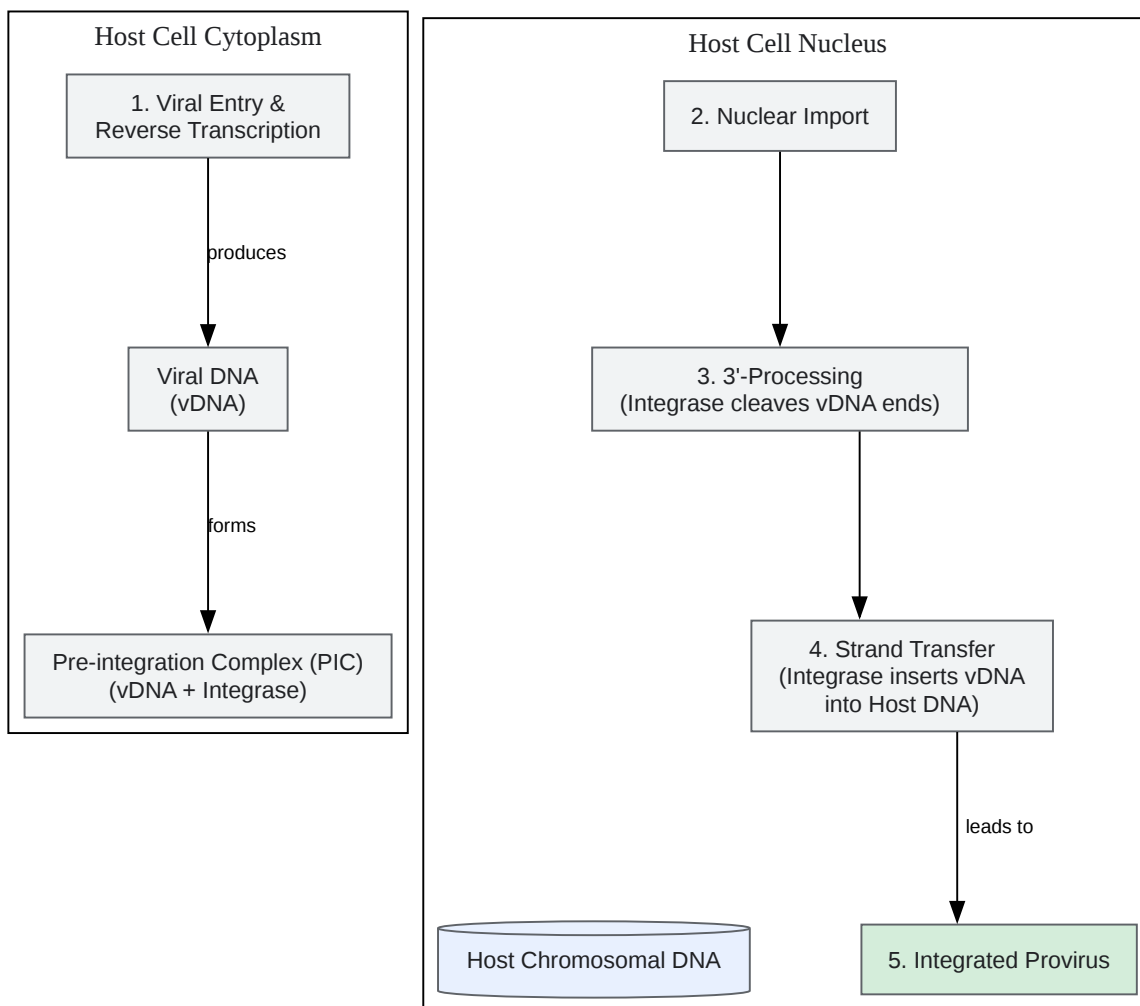 Host Cell Cytoplasm
1. Viral Entry &
Reverse Transcription
produces
Viral DNA
(vDNA)
forms
Pre-integration Complex (PIC)
(vDNA + Integrase)
Host Cell Nucleus
2. Nuclear Import
3. 3'-Processing
(Integrase cleaves vDNA ends)
4. Strand Transfer
(Integrase inserts vDNA
into Host DNA)
leads to
Host Chromosomal DNA
5. Integrated Provirus